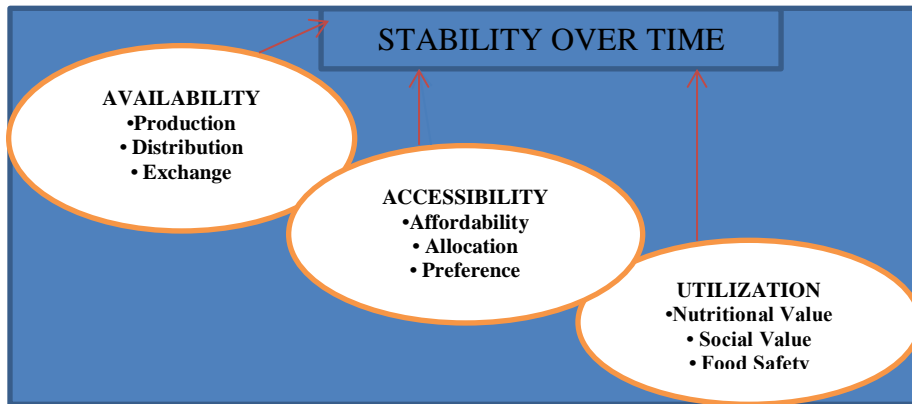 STABILITY OVER TIME
AVAILABILITY
•Production
• Distribution
• Exchange
ACCESSIBILITY
•Affordability
• Allocation
• Preference
UTILIZATION
•Nutritional Value
• Social Value
• Food Safety